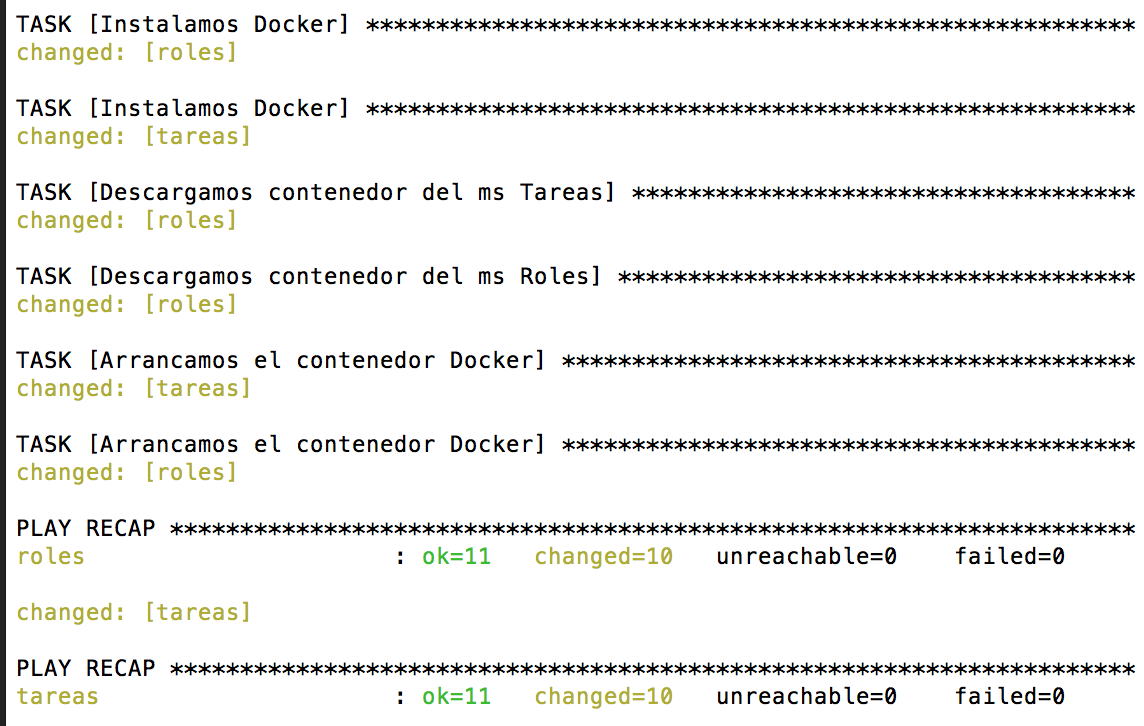 TASK [Instalamos Docker] *******************************************************
changed: [roles]
TASK [Instalamos Docker] *******************************************************
changed: [tareas]
TASK [Descargamos contenedor del ms Tareas] ************************************
changed: [roles]
TASK [Descargamos contenedor del ms Roles] *************************************
changed: [roles]
TASK [Arrancamos el contenedor Docker] *****************************************
changed: [tareas]
TASK [Arrancamos el contenedor Docker] *****************************************
changed: [roles]
PLAY RECAP *********************************************************************
roles                      : ok=11   changed=10   unreachable=0    failed=0
changed: [tareas]
PLAY RECAP *********************************************************************
tareas                     : ok=11   changed=10   unreachable=0    failed=0